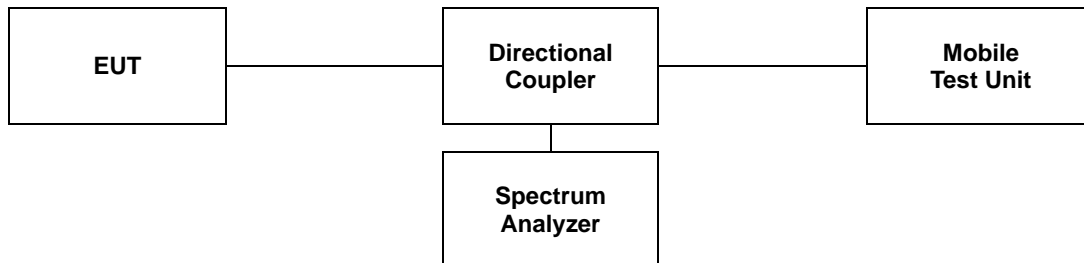 EUT
Directional
Coupler
Mobile
Test Unit
Spectrum
Analyzer